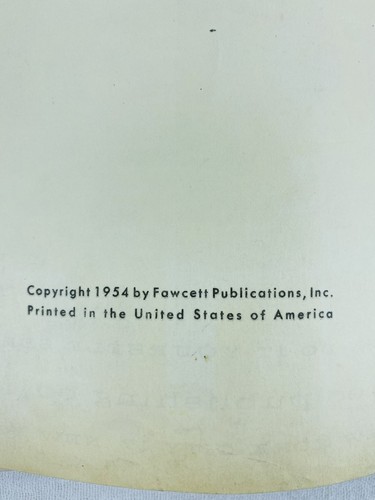 Copyright 1954 by Fawcett Publications, Inc.
Printed in the United States of America